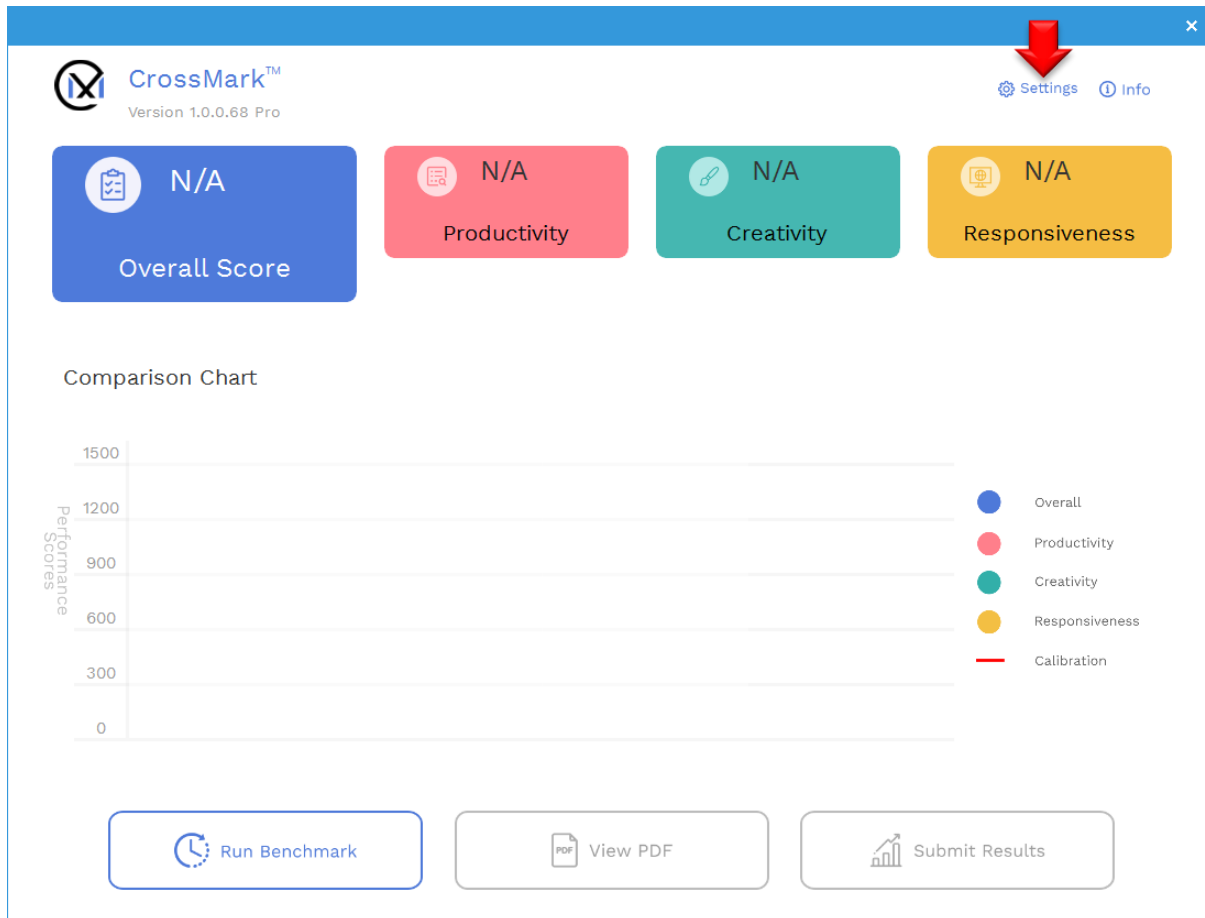 CrossMark™
Version 1.0.0.68 Pro
Settings
Info
N/A
Overall Score
N/A
Productivity
N/A
Creativity
N/A
Responsiveness
Comparison Chart
1500
1200
900
600
300
0
Performance
Scores
Overall
Productivity
Creativity
Responsiveness
Calibration
Run Benchmark
PDF
View PDF
Submit Results